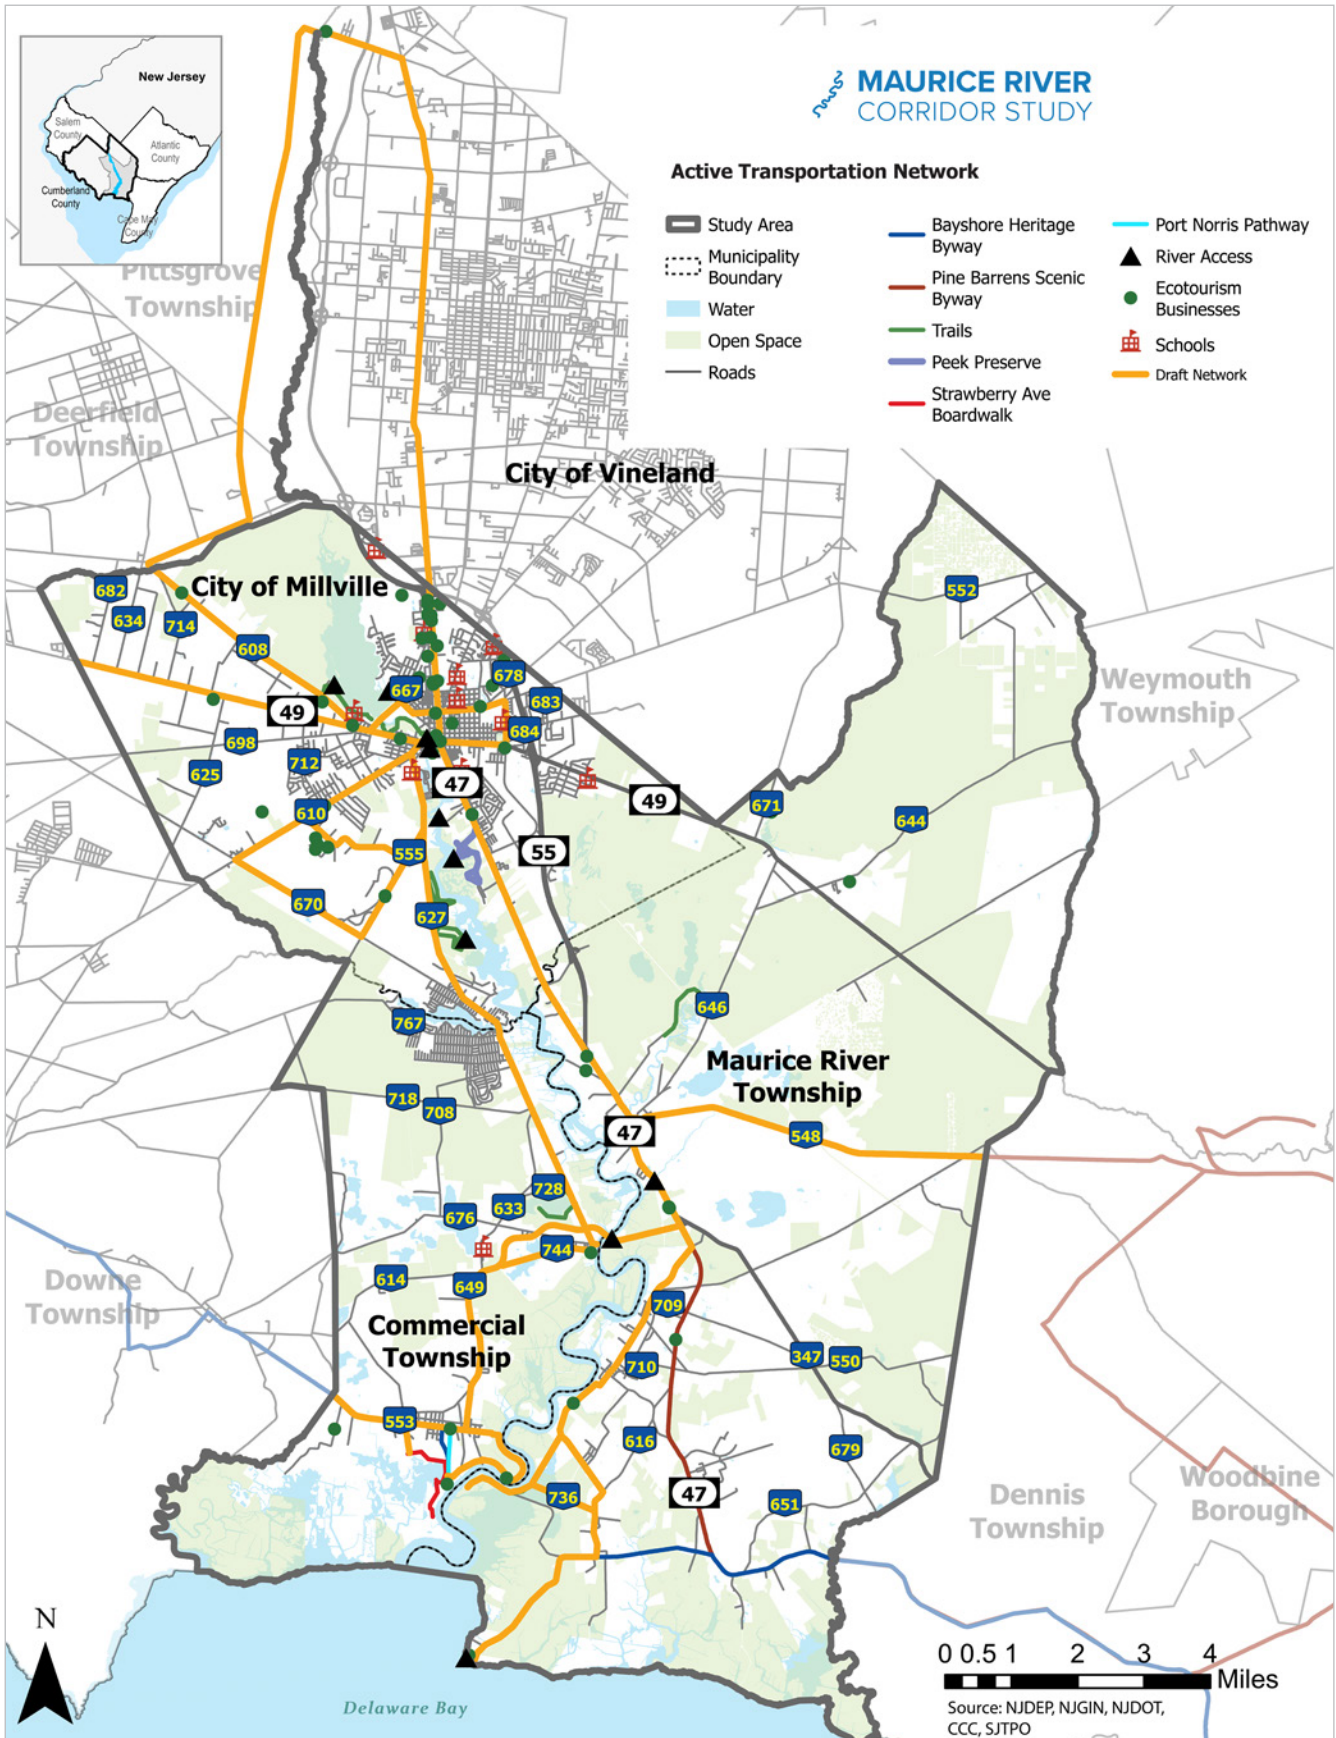 New Jersey
Salem
County
Atlantic
County
Cumberland
County
Cape May
County
MAURICE RIVER
CORRIDOR STUDY
Active Transportation Network
Study Area
Municipality
Boundary
Water
Open Space
Roads
Bayshore Heritage
Byway
Pine Barrens Scenic
Byway
Trails
Peek Preserve
Strawberry Ave
Boardwalk
Port Norris Pathway
River Access
Ecotourism
Businesses
Schools
Draft Network
Pittsgrove
Township
Deerfield
Township
City of Vineland
City of Millville
682
634
714
608
552
667
678
683
684
49
698
712
625
47
49
671
644
610
555
55
670
627
Weymouth
Township
646
767
Maurice River
Township
718
708
47
548
728
633
676
744
614
649
Downe
Township
709
Commercial
Township
710
347
550
553
616
679
47
736
651
Dennis
Township
Woodbine
Borough
N
Delaware Bay
0 0.5 1 2 3 4
Miles
Source: NJDEP, NJGIN, NJDOT,
CCC, SJTPO